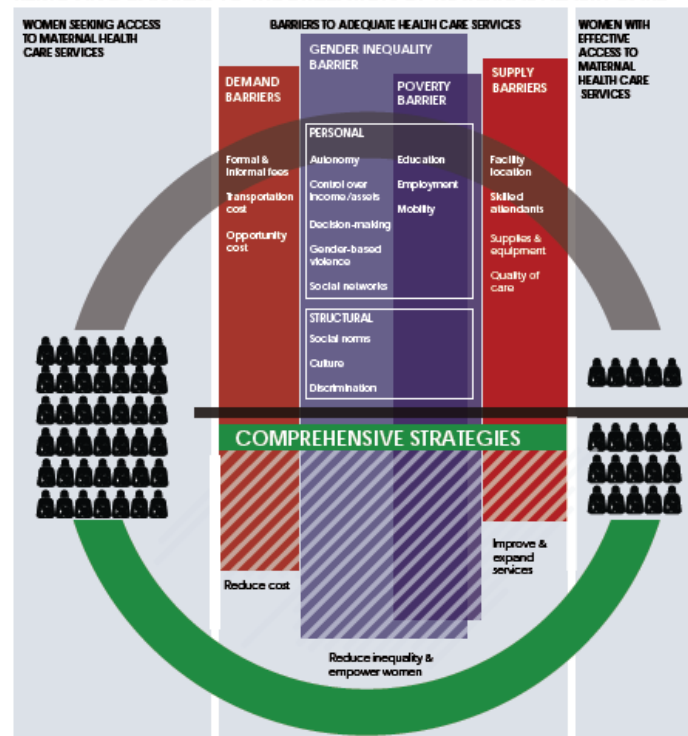 WOMEN SEEKING ACCESS
TO MATERNAL HEALTH
CARE SERVICES
BARRIERS TO ADEQUATE HEALTH CARE SERVICES
WOMEN WITH
EFFECTIVE
ACCESS TO
MATERNAL
HEALTH CARE
SERVICES
DEMAND
BARRIERS
Formal &
informal fees
Transportation
cost
Opportunity
cost
GENDER INEQUALITY
BARRIER
POVERTY
BARRIER
PERSONAL
Autonomy
Control over
income/assets
Decision-making
Gender-based
violence
Social networks
Education
Employment
Mobility
STRUCTURAL
Social norms
Culture
Discrimination
SUPPLY
BARRIERS
Facility
location
Skilled
attendants
Supplies &
equipment
Quality of
care
COMPREHENSIVE STRATEGIES
Reduce cost
Reduce inequality &
empower women
Improve &
expand
services